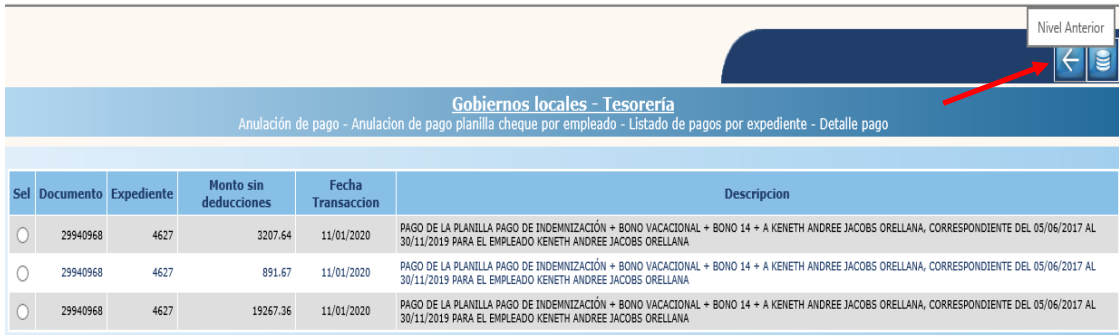 Nivel Anterior
Gobiernos locales - Tesorería
Anulación de pago - Anulacion de pago planilla cheque por empleado - Listado de pagos por expediente - Detalle pago
Sel Documento Expediente Monto sin deducciones Fecha Transaccion Descripcion
29940968 4627 3207.64 11/01/2020 PAGO DE LA PLANILLA PAGO DE INDEMNIZACIÓN + BONO VACACIONAL + BONO 14 + A KENETH ANDREE JACOBS ORELLANA, CORRESPONDIENTE DEL 05/06/2017 AL
30/11/2019 PARA EL EMPLEADO KENETH ANDREE JACOBS ORELLANA
29940968 4627 891.67 11/01/2020 PAGO DE LA PLANILLA PAGO DE INDEMNIZACIÓN + BONO VACACIONAL + BONO 14 + A KENETH ANDREE JACOBS ORELLANA, CORRESPONDIENTE DEL 05/06/2017 AL
30/11/2019 PARA EL EMPLEADO KENETH ANDREE JACOBS ORELLANA
29940968 4627 19267.36 11/01/2020 PAGO DE LA PLANILLA PAGO DE INDEMNIZACIÓN + BONO VACACIONAL + BONO 14 + A KENETH ANDREE JACOBS ORELLANA, CORRESPONDIENTE DEL 05/06/2017 AL
30/11/2019 PARA EL EMPLEADO KENETH ANDREE JACOBS ORELLANA